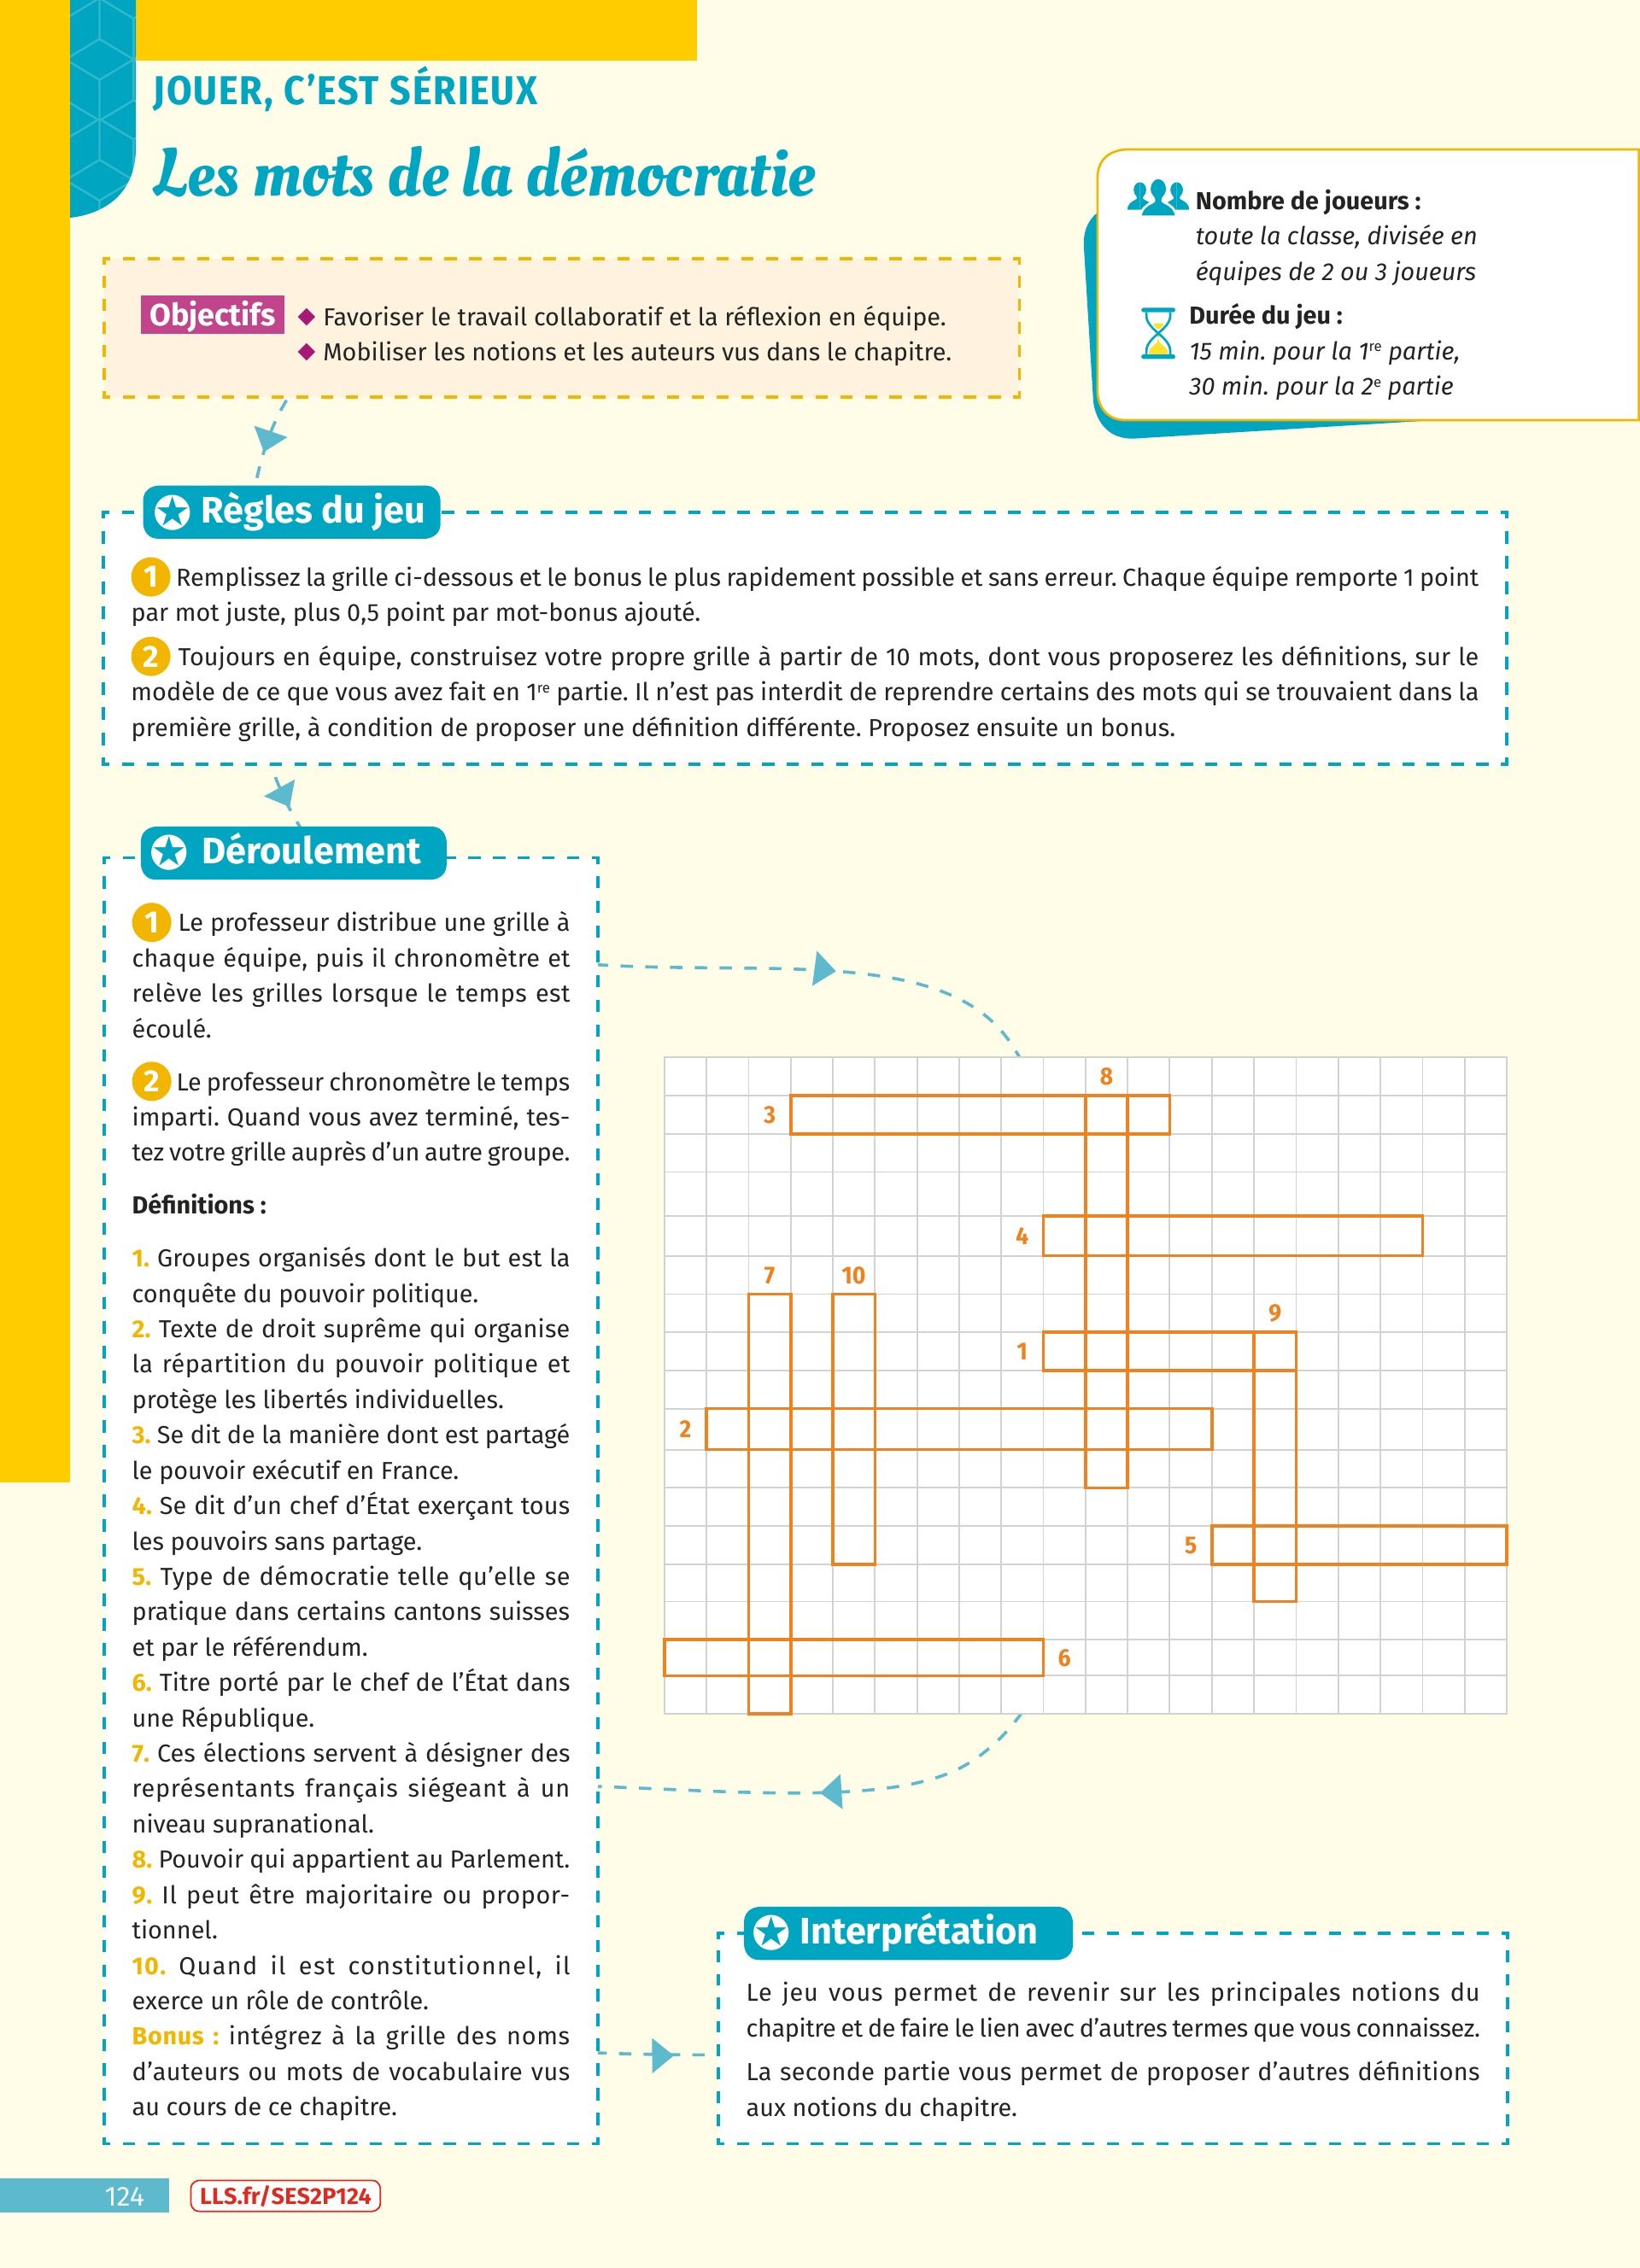 JOUER, C’EST SÉRIEUX
Les mots de la démocratie
Nombre de joueurs :
toute la classe, divisée en
équipes de 2 ou 3 joueurs
Durée du jeu :
15 min. pour la 1re partie,
30 min. pour la 2e partie
Objectifs
◆ Favoriser le travail collaboratif et la réflexion en équipe.
◆ Mobiliser les notions et les auteurs vus dans le chapitre.
Règles du jeu
1 Remplissez la grille ci-dessous et le bonus le plus rapidement possible et sans erreur. Chaque équipe remporte 1 point
par mot juste, plus 0,5 point par mot-bonus ajouté.
2 Toujours en équipe, construisez votre propre grille à partir de 10 mots, dont vous proposerez les définitions, sur le
modèle de ce que vous avez fait en 1re partie. Il n’est pas interdit de reprendre certains des mots qui se trouvaient dans la
première grille, à condition de proposer une définition différente. Proposez ensuite un bonus.
Déroulement
1 Le professeur distribue une grille à
chaque équipe, puis il chronomètre et
relève les grilles lorsque le temps est
écoulé.
2 Le professeur chronomètre le temps
imparti. Quand vous avez terminé, tes-
tez votre grille auprès d’un autre groupe.
Définitions :
1. Groupes organisés dont le but est la
conquête du pouvoir politique.
2. Texte de droit suprême qui organise
la répartition du pouvoir politique et
protège les libertés individuelles.
3. Se dit de la manière dont est partagé
le pouvoir exécutif en France.
4. Se dit d’un chef d’État exerçant tous
les pouvoirs sans partage.
5. Type de démocratie telle qu’elle se
pratique dans certains cantons suisses
et par le référendum.
6. Titre porté par le chef de l’État dans
une République.
7. Ces élections servent à désigner des
représentants français siégeant à un
niveau supranational.
8. Pouvoir qui appartient au Parlement.
9. Il peut être majoritaire ou propor-
tionnel.
10. Quand il est constitutionnel, il
exerce un rôle de contrôle.
Bonus : intégrez à la grille des noms
d’auteurs ou mots de vocabulaire vus
au cours de ce chapitre.
8
3
4
7 10
9
1
2
5
6
Interprétation
Le jeu vous permet de revenir sur les principales notions du
chapitre et de faire le lien avec d’autres termes que vous connaissez.
La seconde partie vous permet de proposer d’autres définitions
aux notions du chapitre.
124
LLS.fr/SES2P124